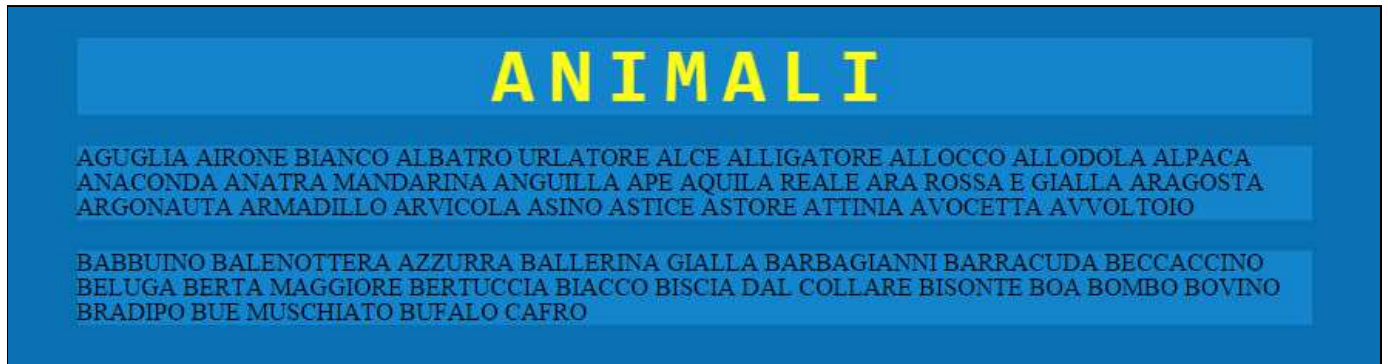 ANIMALI
AGUGLIA AIRONE BIANCO ALBATRO URLATORE ALCE ALLIGATORE ALLOCCO ALLODOLA ALPACA
ANACONDA ANATRA MANDARINA ANGUILLA APE AQUILA REALE ARA ROSSA E GIALLA ARAGOSTA
ARGONAUTA ARMADILLO ARVICOLA ASINO ASTICE ASTORE ATTINIA AVOCETTA AVVOLTOIO
BABBUINO BALENOTTERA AZZURRA BALLERINA GIALLA BARBAGIANNI BARRACUDA BECCACCINO
BELUGA BERTA MAGGIORE BERTUCCIA BIACCO BISCIA DAL COLLARE BISONTE BOA BOMBO BOVINO
BRADIPO BUE MUSCHIATO BUFALO CAFRO